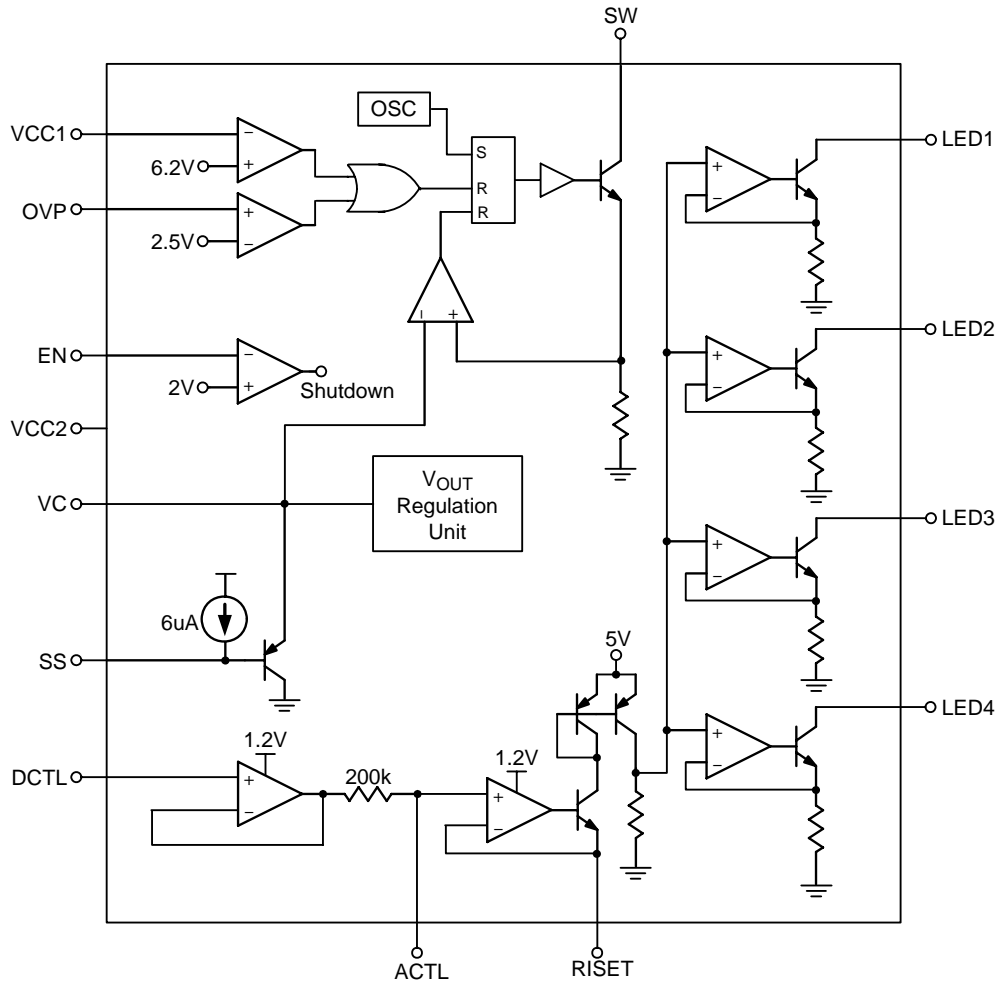 SW
OSC
VCC1
−
+
6.2V
S
R
R
OVP
+
−
2.5V
LED1
+
−
− +
EN
−
+
2V
Shutdown
LED2
+
−
VCC2
VC
VOUT
Regulation
Unit
LED3
+
−
6uA
SS
5V
LED4
+
−
DCTL
1.2V
+
−
200k
1.2V
+
−
ACTL
RISET